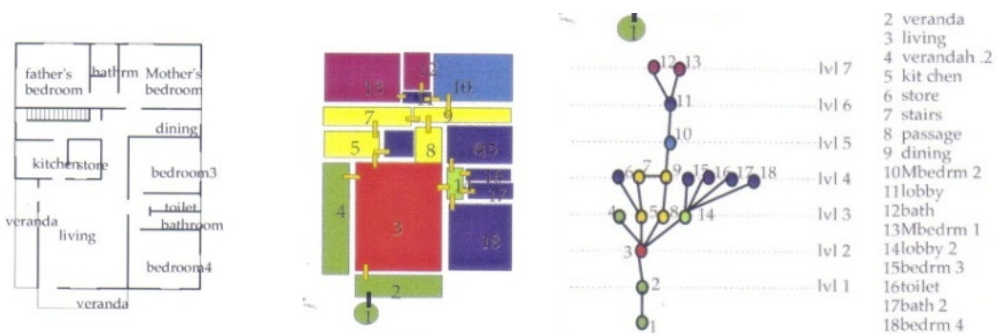 father's
bedroom
bathrm
Mother's
bedroom
dining
kitchen
store
bedroom3
toilet
bathroom
veranda
living
bedroom4
veranda
12
10
7
9
5
8
4
3
2
1
1
12 13
lvl 7
11
lvl 6
10
lvl 5
6 7 9 15 16 17 18
lvl 4
4 5 8 14
lvl 3
3
lvl 2
2
lvl 1
1
2 veranda
3 living
4 verandah .2
5 kit chen
6 store
7 stairs
8 passage
9 dining
10Mbedrm 2
11lobby
12bath
13Mbedrm 1
14lobby 2
15bedrm 3
16toilet
17bath 2
18bedrm 4